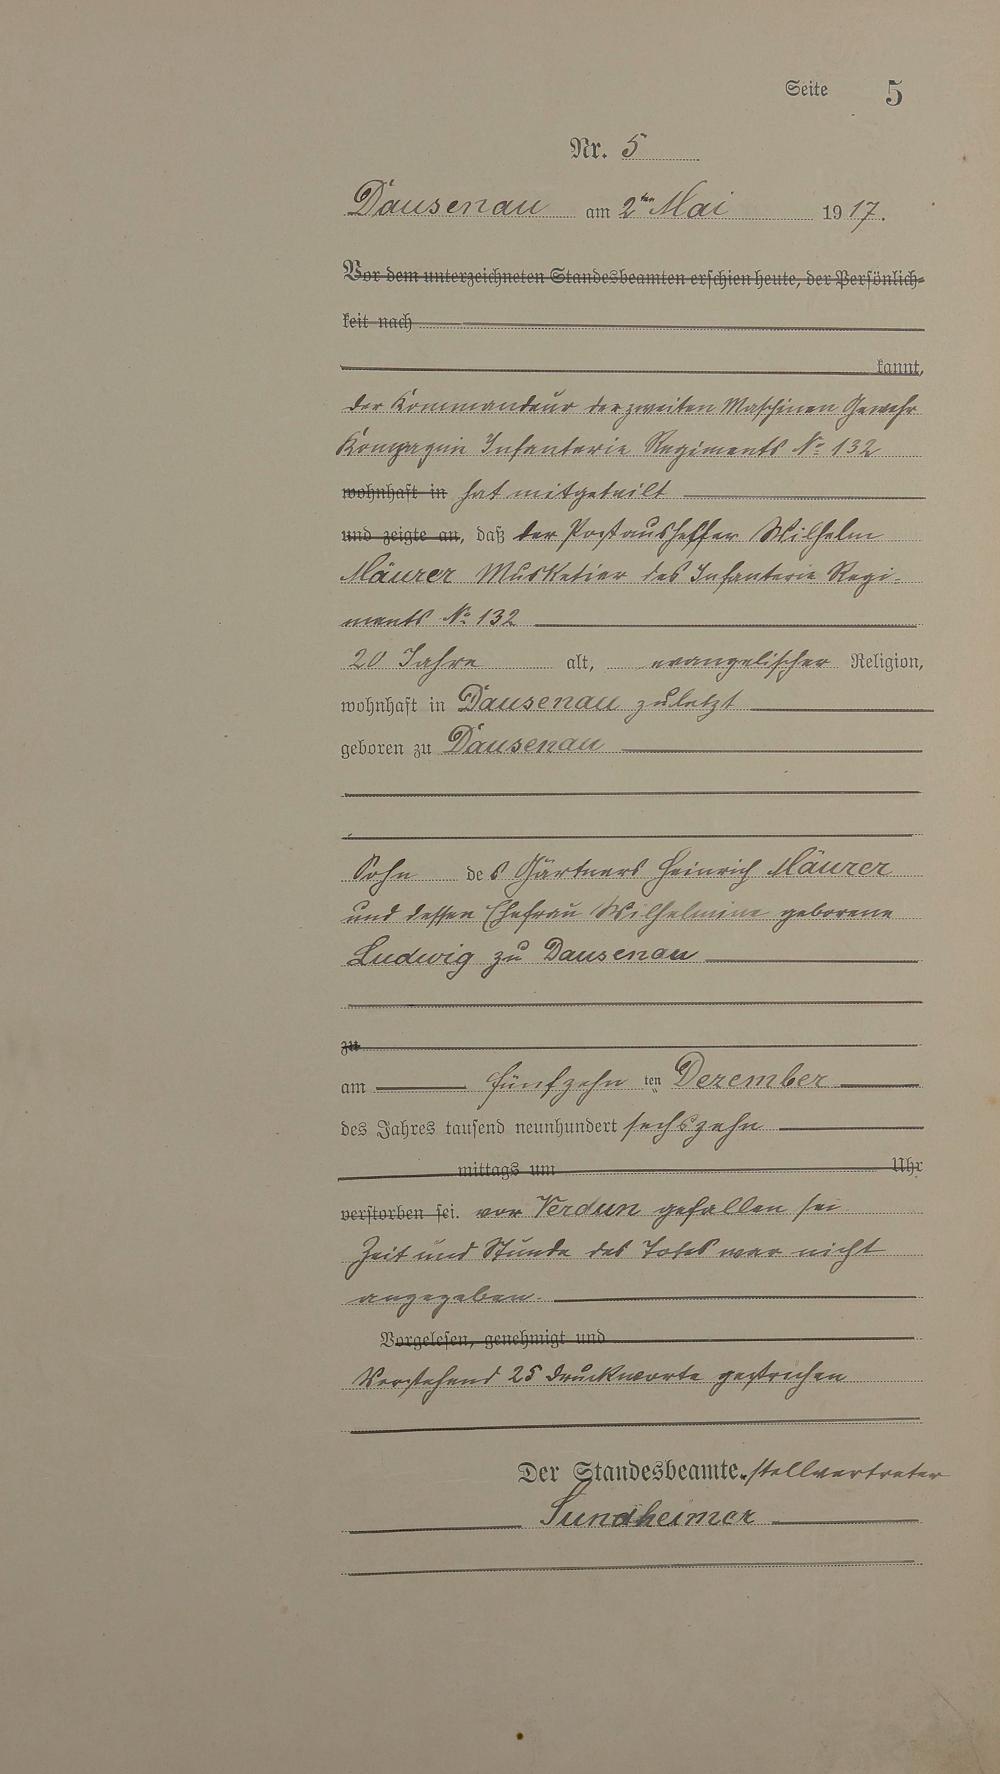 Seite 5
Nr. 5
Dausenau am 2ten Mai 1917.
Vor dem unterzeichneten Standesbeamten erschien heute, der Persönlich-
keit nach
kannt,
der Kommandeur der zweiten Maschinen Gewehr
Kompagnie Infanterie Regiments No 132
wohnhaft in hat mitgeteilt
und zeigte an, daß der Postaushelfer Wilhelm
Mäurer Musketier des Infanterie Regi-
ments No 132
20 Jahre alt, evangelischer Religion,
wohnhaft in Dausenau zuletzt
geboren zu Dausenau
Sohn des Gärtners Heinrich Mäurer
und dessen Ehefrau Wilhelmine geborene
Ludwig zu Dausenau
zu
am fünfzehn ten Dezember
des Jahres tausend neunhundert sechszehn
mittags um Uhr
verstorben sei. vor Verdun gefallen sei
Zeit und Stunde des Todes war nicht
angegeben.
Vorgelesen, genehmigt und
Vorstehend 25 Druckworte gestrichen
Der Standesbeamte. stellvertreter
Sundheimer